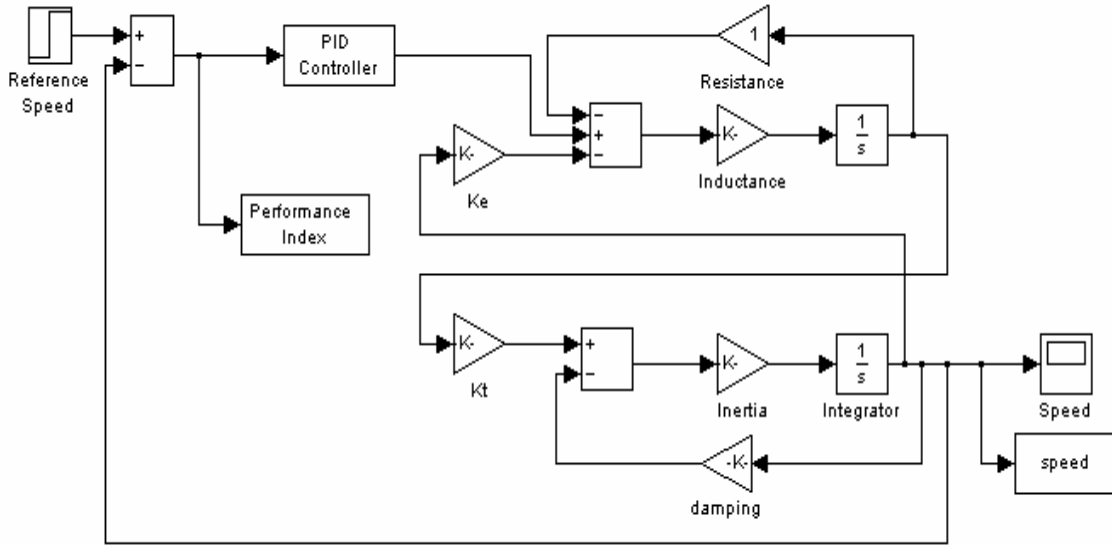 +
−
Reference
Speed
PID
Controller
1
Resistance
−
+
−
K-
Inductance
1
s
K-
Ke
Performance
Index
K-
Kt
+
−
K-
Inertia
1
s
Integrator
Speed
speed
-K-
damping